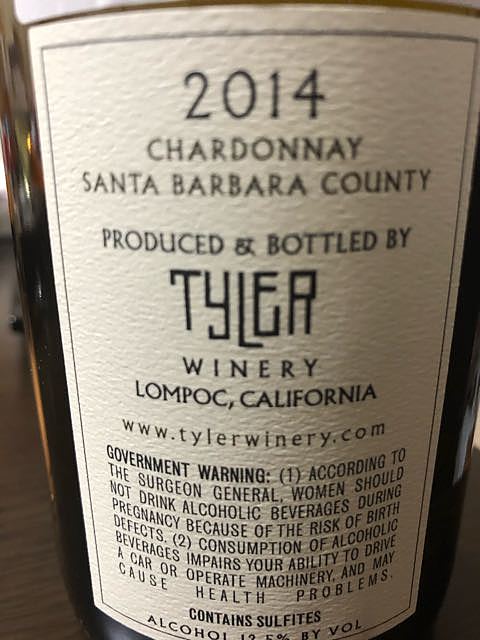 2014
CHARDONNAY
SANTA BARBARA COUNTY
PRODUCED & BOTTLED BY
TYLER
WINERY
LOMPOC, CALIFORNIA
www.tylerwinery.com
GOVERNMENT WARNING: (1) ACCORDING TO
THE SURGEON GENERAL, WOMEN SHOULD
NOT DRINK ALCOHOLIC BEVERAGES DURING
PREGNANCY BECAUSE OF THE RISK OF BIRTH
DEFECTS. (2) CONSUMPTION OF ALCOHOLIC
BEVERAGES IMPAIRS YOUR ABILITY TO DRIVE
A CAR OR OPERATE MACHINERY, AND MAY
CAUSE HEALTH PROBLEMS.
CONTAINS SULFITES
ALCOHOL 12.5% BY VOL